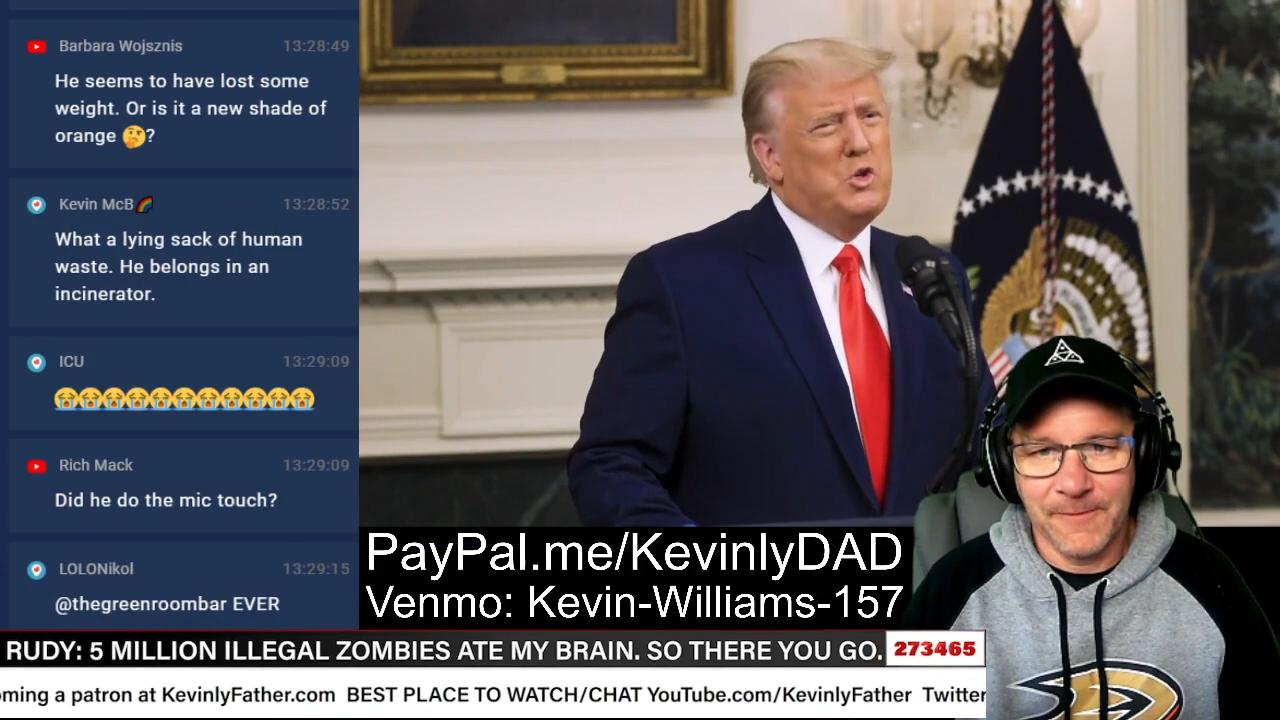 Barbara Wojsznis 13:28:49
He seems to have lost some
weight. Or is it a new shade of
orange 🤔?
Kevin McB🌈 13:28:52
What a lying sack of human
waste. He belongs in an
incinerator.
ICU 13:29:09
😭😭😭😭😭😭😭😭😭😭😭
Rich Mack 13:29:09
Did he do the mic touch?
LOLONikol 13:29:15
@thegreenroombar EVER
PayPal.me/KevinlyDAD
Venmo: Kevin-Williams-157
RUDY: 5 MILLION ILLEGAL ZOMBIES ATE MY BRAIN. SO THERE YOU GO. 273465
oming a patron at KevinlyFather.com BEST PLACE TO WATCH/CHAT YouTube.com/KevinlyFather Twitter